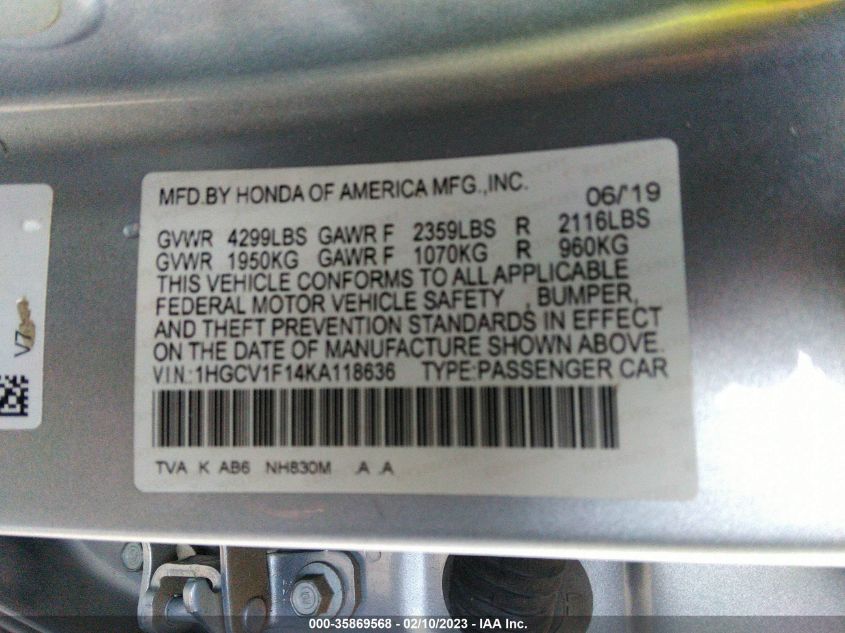 MFD.BY HONDA OF AMERICA MFG.,INC. 06/'19
GVWR 4299LBS GAWR F 2359LBS R 2116LBS
GVWR 1950KG GAWR F 1070KG R 960KG
THIS VEHICLE CONFORMS TO ALL APPLICABLE
FEDERAL MOTOR VEHICLE SAFETY , BUMPER,
AND THEFT PREVENTION STANDARDS IN EFFECT
ON THE DATE OF MANUFACTURE SHOWN ABOVE.
V.I.N.:1HGCV1F14KA118636 TYPE:PASSENGER CAR
TVA K AB6 NH830M .A .A
000-35869568 - 02/10/2023 - IAA Inc.